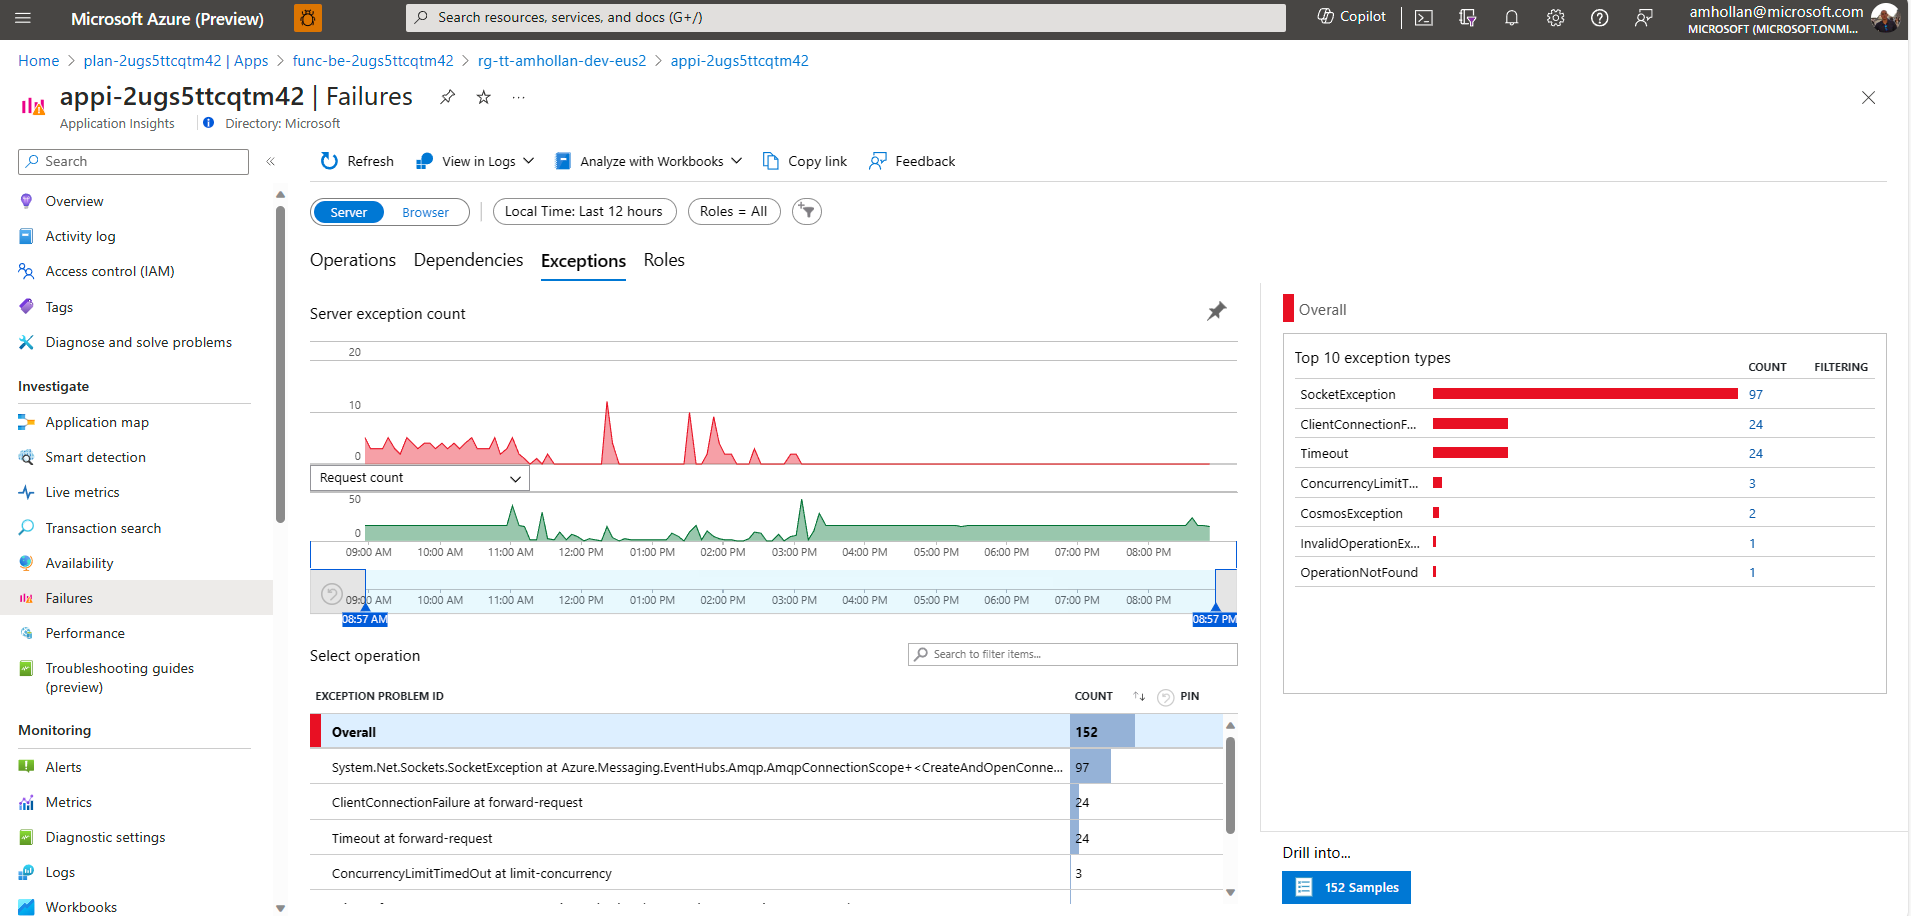 Microsoft Azure (Preview)
Search resources, services, and docs (G+/)
Copilot
amhollan@microsoft.com
MICROSOFT (MICROSOFT.ONMI...
Home > plan-2ugs5ttcqtm42 | Apps > func-be-2ugs5ttcqtm42 > rg-tt-amhollan-dev-eus2 > appi-2ugs5ttcqtm42
appi-2ugs5ttcqtm42 | Failures
Application Insights
Directory: Microsoft
Search
Overview
Activity log
Access control (IAM)
Tags
Diagnose and solve problems
Investigate
Application map
Smart detection
Live metrics
Transaction search
Availability
Failures
Performance
Troubleshooting guides
(preview)
Monitoring
Alerts
Metrics
Diagnostic settings
Logs
Workbooks
Refresh View in Logs Analyze with Workbooks Copy link Feedback
Server Browser Local Time: Last 12 hours Roles = All
Operations Dependencies Exceptions Roles
Server exception count
20
10
0
Request count
50
0
09:00 AM 10:00 AM 11:00 AM 12:00 PM 01:00 PM 02:00 PM 03:00 PM 04:00 PM 05:00 PM 06:00 PM 07:00 PM 08:00 PM
09:00 AM 10:00 AM 11:00 AM 12:00 PM 01:00 PM 02:00 PM 03:00 PM 04:00 PM 05:00 PM 06:00 PM 07:00 PM 08:00 PM
08:57 AM 08:57 PM
Select operation
Search to filter items...
EXCEPTION PROBLEM ID COUNT PIN
Overall 152
System.Net.Sockets.SocketException at Azure.Messaging.EventHubs.Amqp.AmqpConnectionScope+<CreateAndOpenConne... 97
ClientConnectionFailure at forward-request 24
Timeout at forward-request 24
ConcurrencyLimitTimedOut at limit-concurrency 3
Overall
Top 10 exception types COUNT FILTERING
SocketException 97
ClientConnectionF... 24
Timeout 24
ConcurrencyLimitT... 3
CosmosException 2
InvalidOperationEx... 1
OperationNotFound 1
Drill into...
152 Samples